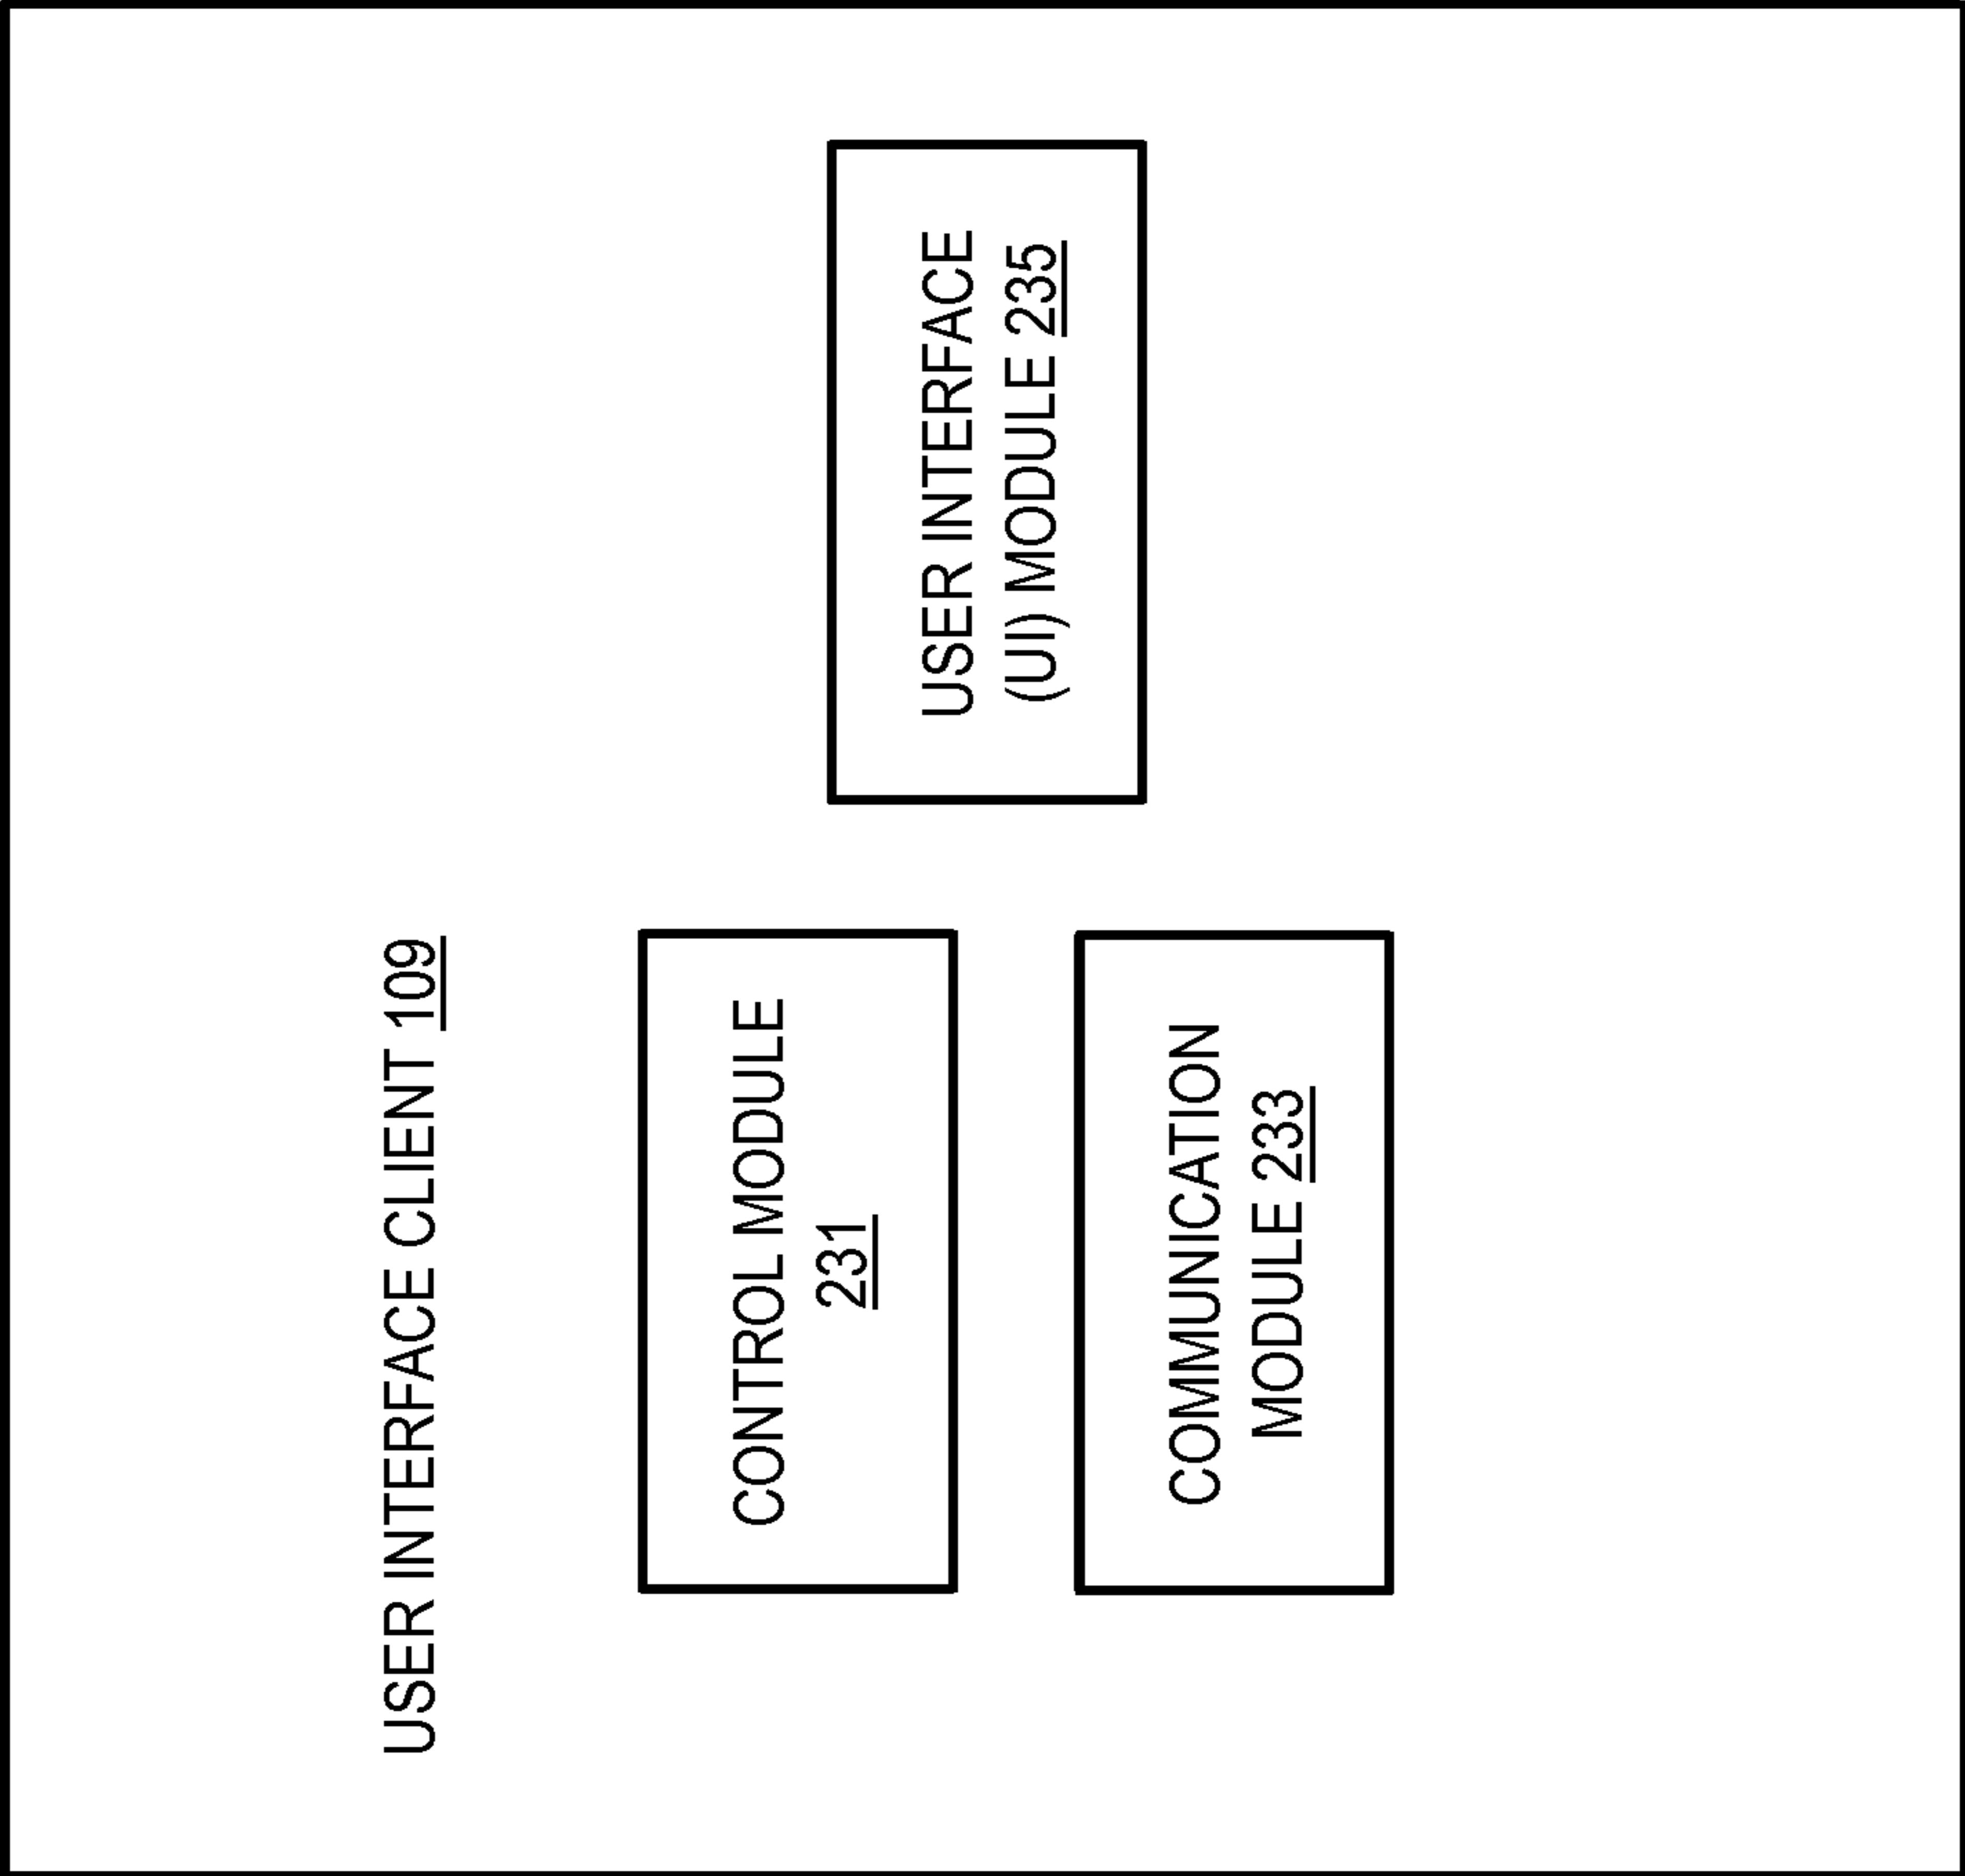 USER INTERFACE CLIENT 109
CONTROL MODULE
231
COMMUNICATION
MODULE 233
USER INTERFACE
(UI) MODULE 235